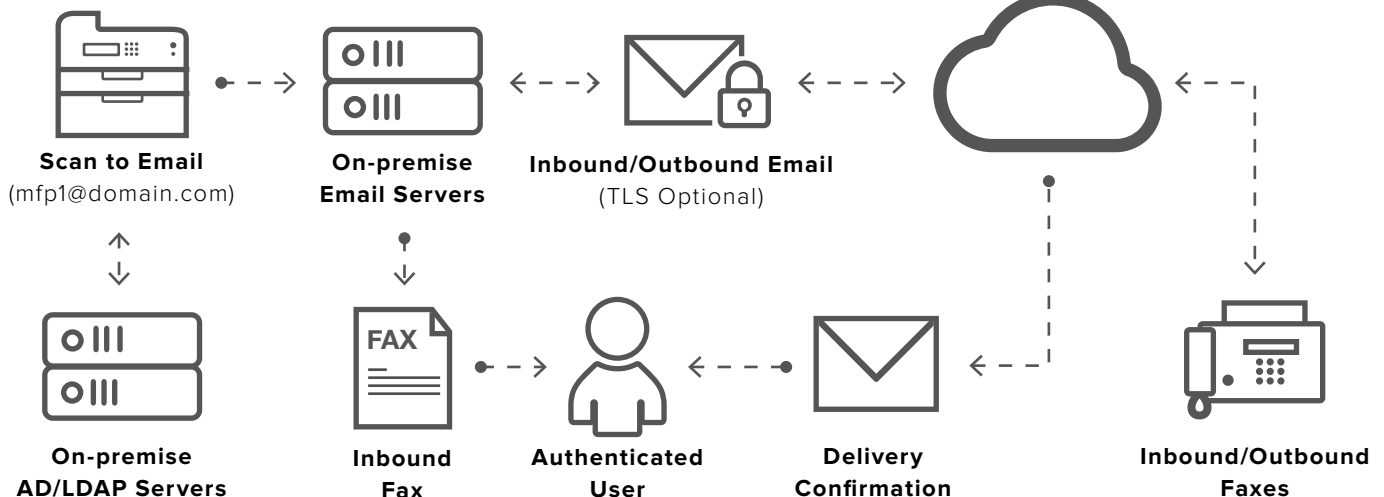 Scan to Email
(mfp1@domain.com)
On-premise
Email Servers
Inbound/Outbound Email
(TLS Optional)
FAX
On-premise
AD/LDAP Servers
Inbound
Fax
Authenticated
User
Delivery
Confirmation
Inbound/Outbound
Faxes